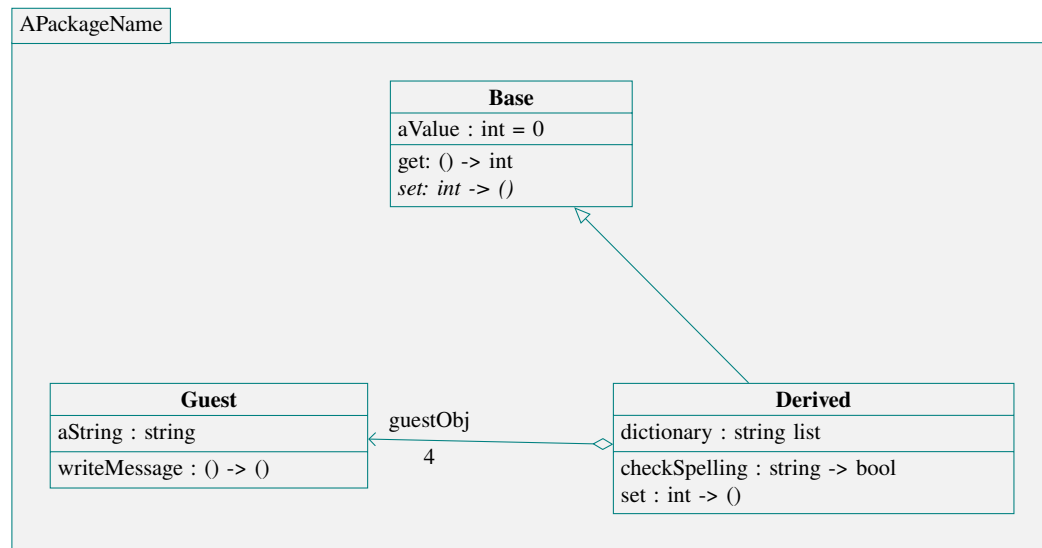 APackageName
Base
aValue : int = 0
get: () -> int
set: int -> ()
Guest
aString : string
writeMessage : () -> ()
guestObj
4
Derived
dictionary : string list
checkSpelling : string -> bool
set : int -> ()